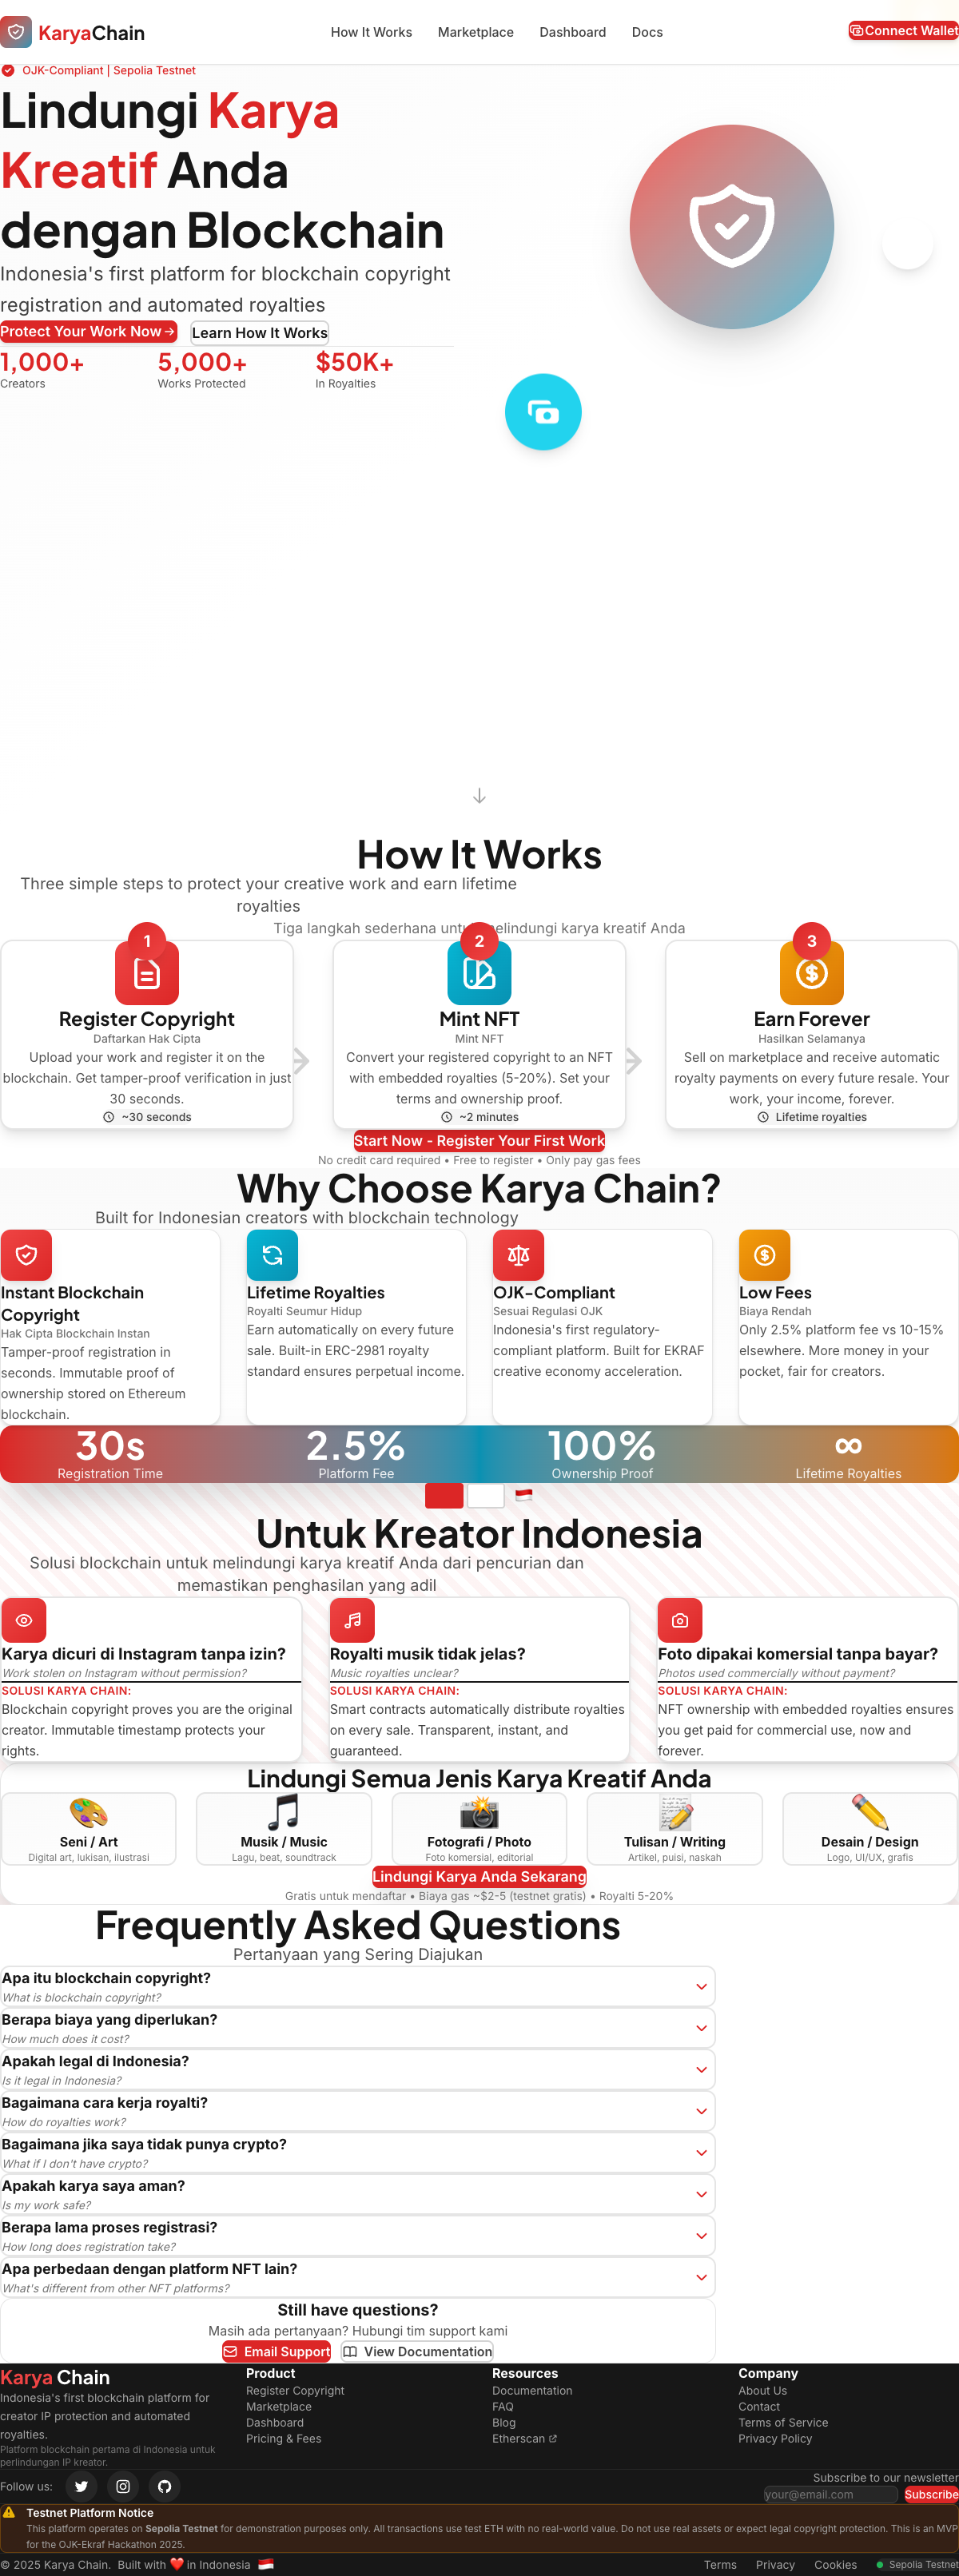 KaryaChain
How It Works
Marketplace
Dashboard
Docs
Connect Wallet
OJK-Compliant | Sepolia Testnet
Lindungi Karya
Kreatif Anda
dengan Blockchain
Indonesia's first platform for blockchain copyright
registration and automated royalties
Protect Your Work Now
Learn How It Works
1,000+
Creators
5,000+
Works Protected
$50K+
In Royalties
How It Works
Three simple steps to protect your creative work and earn lifetime
royalties
Tiga langkah sederhana untuk melindungi karya kreatif Anda
1
Register Copyright
Daftarkan Hak Cipta
Upload your work and register it on the
blockchain. Get tamper-proof verification in just
30 seconds.
~30 seconds
2
Mint NFT
Mint NFT
Convert your registered copyright to an NFT
with embedded royalties (5-20%). Set your
terms and ownership proof.
~2 minutes
3
Earn Forever
Hasilkan Selamanya
Sell on marketplace and receive automatic
royalty payments on every future resale. Your
work, your income, forever.
Lifetime royalties
Start Now - Register Your First Work
No credit card required • Free to register • Only pay gas fees
Why Choose Karya Chain?
Built for Indonesian creators with blockchain technology
Instant Blockchain
Copyright
Hak Cipta Blockchain Instan
Tamper-proof registration in
seconds. Immutable proof of
ownership stored on Ethereum
blockchain.
Lifetime Royalties
Royalti Seumur Hidup
Earn automatically on every future
sale. Built-in ERC-2981 royalty
standard ensures perpetual income.
OJK-Compliant
Sesuai Regulasi OJK
Indonesia's first regulatory-
compliant platform. Built for EKRAF
creative economy acceleration.
Low Fees
Biaya Rendah
Only 2.5% platform fee vs 10-15%
elsewhere. More money in your
pocket, fair for creators.
30s
Registration Time
2.5%
Platform Fee
100%
Ownership Proof
∞
Lifetime Royalties
Untuk Kreator Indonesia
Solusi blockchain untuk melindungi karya kreatif Anda dari pencurian dan
memastikan penghasilan yang adil
Karya dicuri di Instagram tanpa izin?
Work stolen on Instagram without permission?
SOLUSI KARYA CHAIN:
Blockchain copyright proves you are the original
creator. Immutable timestamp protects your
rights.
Royalti musik tidak jelas?
Music royalties unclear?
SOLUSI KARYA CHAIN:
Smart contracts automatically distribute royalties
on every sale. Transparent, instant, and
guaranteed.
Foto dipakai komersial tanpa bayar?
Photos used commercially without payment?
SOLUSI KARYA CHAIN:
NFT ownership with embedded royalties ensures
you get paid for commercial use, now and
forever.
Lindungi Semua Jenis Karya Kreatif Anda
Seni / Art
Digital art, lukisan, ilustrasi
Musik / Music
Lagu, beat, soundtrack
Fotografi / Photo
Foto komersial, editorial
Tulisan / Writing
Artikel, puisi, naskah
Desain / Design
Logo, UI/UX, grafis
Lindungi Karya Anda Sekarang
Gratis untuk mendaftar • Biaya gas ~$2-5 (testnet gratis) • Royalti 5-20%
Frequently Asked Questions
Pertanyaan yang Sering Diajukan
Apa itu blockchain copyright?
What is blockchain copyright?
Berapa biaya yang diperlukan?
How much does it cost?
Apakah legal di Indonesia?
Is it legal in Indonesia?
Bagaimana cara kerja royalti?
How do royalties work?
Bagaimana jika saya tidak punya crypto?
What if I don't have crypto?
Apakah karya saya aman?
Is my work safe?
Berapa lama proses registrasi?
How long does registration take?
Apa perbedaan dengan platform NFT lain?
What's different from other NFT platforms?
Still have questions?
Masih ada pertanyaan? Hubungi tim support kami
Email Support
View Documentation
Karya Chain
Indonesia's first blockchain platform for
creator IP protection and automated
royalties.
Platform blockchain pertama di Indonesia untuk
perlindungan IP kreator.
Product
Register Copyright
Marketplace
Dashboard
Pricing & Fees
Resources
Documentation
FAQ
Blog
Etherscan
Company
About Us
Contact
Terms of Service
Privacy Policy
Follow us:
Subscribe to our newsletter
your@email.com
Subscribe
Testnet Platform Notice
This platform operates on Sepolia Testnet for demonstration purposes only. All transactions use test ETH with no real-world value. Do not use real assets or expect legal copyright protection. This is an MVP
for the OJK-Ekraf Hackathon 2025.
© 2025 Karya Chain. Built with ❤️ in Indonesia 🇮🇩
Terms
Privacy
Cookies
Sepolia Testnet